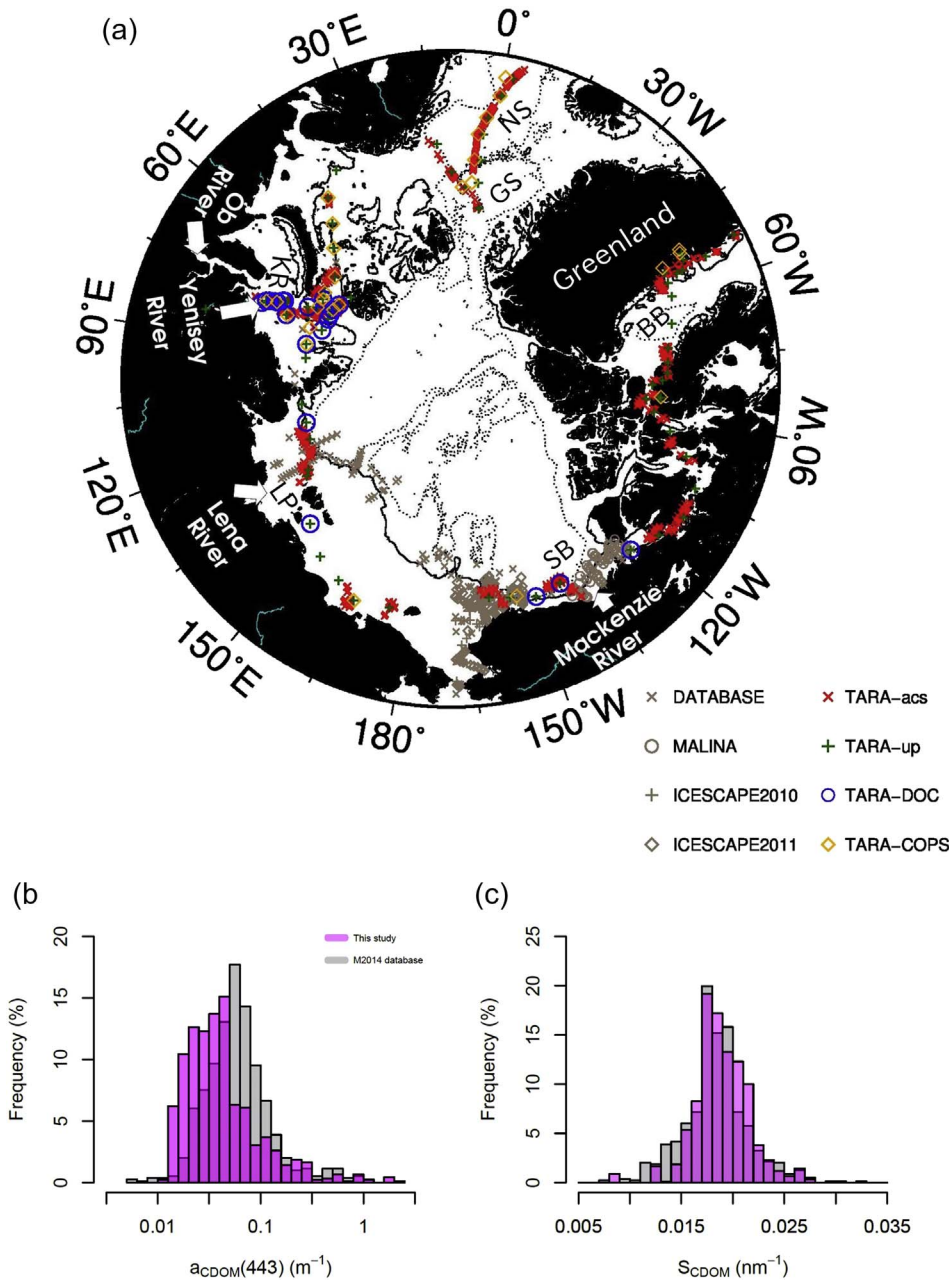 (a)
0°
30°E
30°W
60°E
60°W
90°E
90°W
120°E
120°W
150°E
150°W
180°
Ob
River
Yenisey
River
Lena
River
Mackenzie
River
Greenland
NS
GS
KR
BB
LP
SB
DATABASE
MALINA
ICESCAPE2010
ICESCAPE2011
TARA-acs
TARA-up
TARA-DOC
TARA-COPS
(b)
This study
M2014 database
Frequency (%)
20
15
10
5
0
0.01
0.1
1
aCDOM(443) (m⁻¹)
(c)
Frequency (%)
25
20
15
10
5
0
0.005
0.015
0.025
0.035
SCDOM (nm⁻¹)